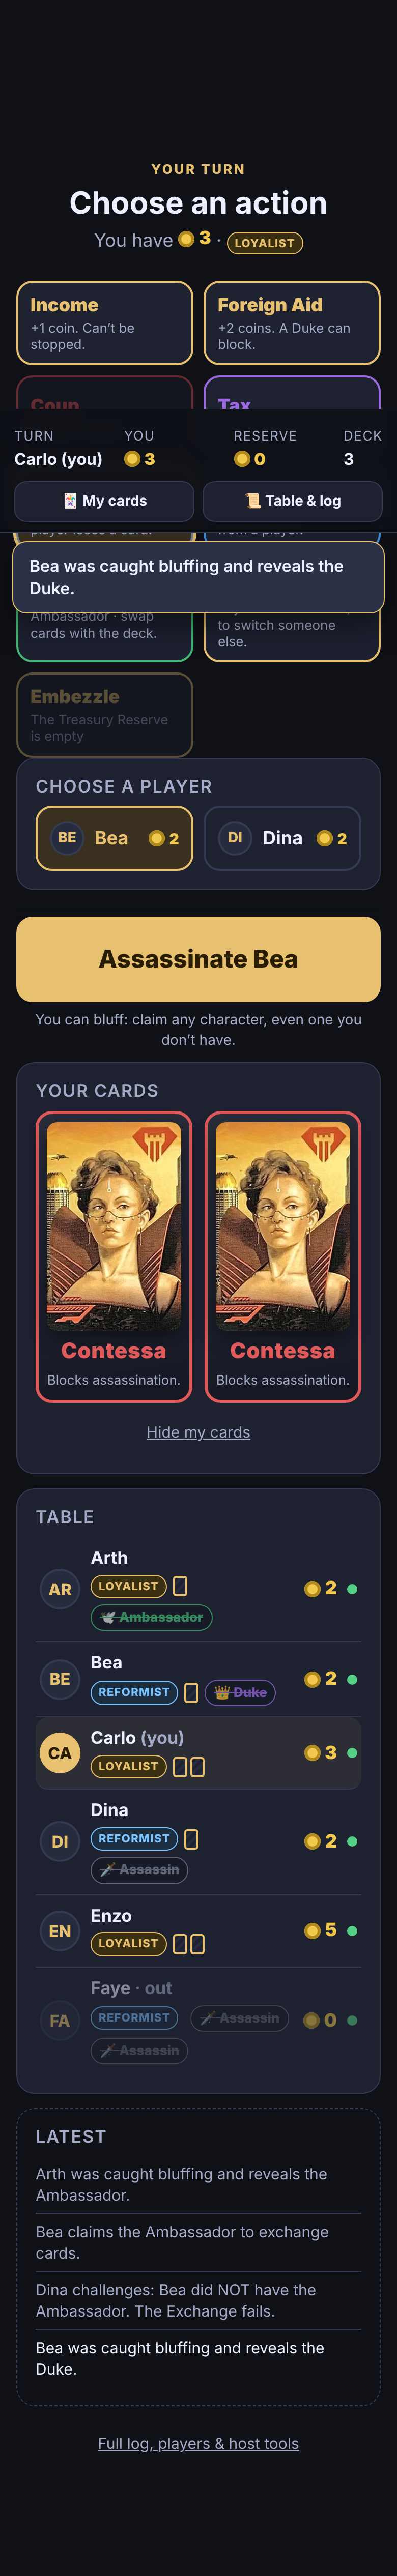 YOUR TURN
Choose an action
You have 3 · LOYALIST
Income
+1 coin. Can’t be
stopped.
Foreign Aid
+2 coins. A Duke can
block.
Coup
Tax
TURN
Carlo (you)
YOU
3
RESERVE
0
DECK
3
🃏 My cards
📜 Table & log
player loses a card.
from a player.
Bea was caught bluffing and reveals the
Duke.
Ambassador · swap
cards with the deck.
to switch someone
else.
Embezzle
The Treasury Reserve
is empty
CHOOSE A PLAYER
BE Bea 2
DI Dina 2
Assassinate Bea
You can bluff: claim any character, even one you
don’t have.
YOUR CARDS
Contessa
Blocks assassination.
Contessa
Blocks assassination.
Hide my cards
TABLE
AR
Arth
LOYALIST
Ambassador
2
BE
Bea
REFORMIST
Duke
2
CA
Carlo (you)
LOYALIST
3
DI
Dina
REFORMIST
Assassin
2
EN
Enzo
LOYALIST
5
FA
Faye · out
REFORMIST
Assassin
Assassin
0
LATEST
Arth was caught bluffing and reveals the
Ambassador.
Bea claims the Ambassador to exchange
cards.
Dina challenges: Bea did NOT have the
Ambassador. The Exchange fails.
Bea was caught bluffing and reveals the
Duke.
Full log, players & host tools